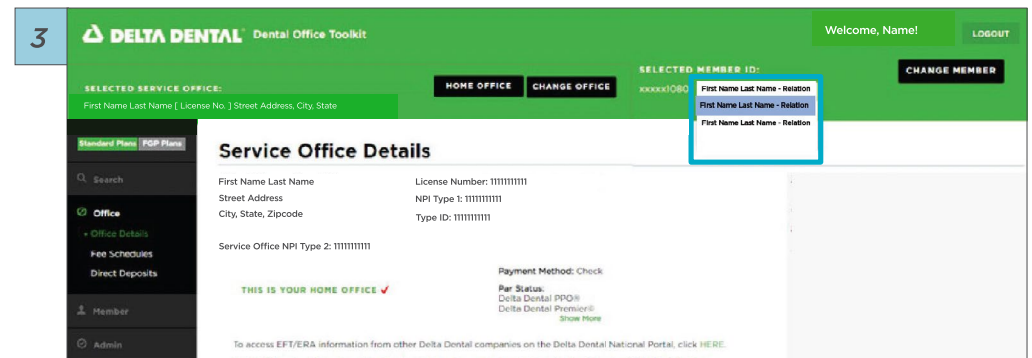 3
DELTA DENTAL Dental Office Toolkit
Welcome, Name!
LOGOUT
SELECTED SERVICE OFFICE:
HOME OFFICE
CHANGE OFFICE
SELECTED MEMBER ID:
xxxxx1080
CHANGE MEMBER
First Name Last Name [ License No. ] Street Address, City, State
First Name Last Name - Relation
First Name Last Name - Relation
First Name Last Name - Relation
Standard Plans
FGP Plans
Search
Office
• Office Details
Fee Schedules
Direct Deposits
Member
Admin
Service Office Details
First Name Last Name
Street Address
City, State, Zipcode
License Number: 11111111111
NPI Type 1: 11111111111
Type ID: 11111111111
Service Office NPI Type 2: 11111111111
THIS IS YOUR HOME OFFICE ✓
Payment Method: Check
Par Status:
Delta Dental PPO®
Delta Dental Premier®
Show More
To access EFT/ERA information from other Delta Dental companies on the Delta Dental National Portal, click HERE.